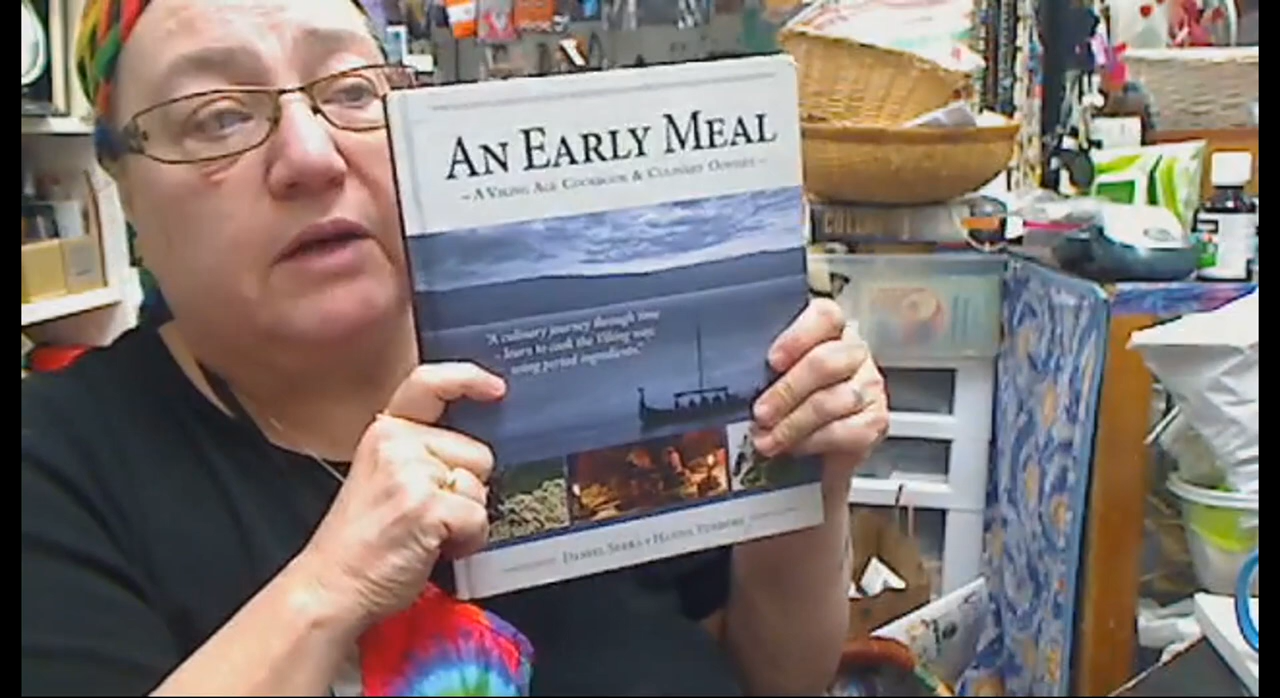 AN EARLY MEAL
– A VIKING AGE COOKBOOK & CULINARY ODYSSEY –
"A culinary journey through time
– learn to cook the Viking way,
using period ingredients."
DANIEL SERRA • HANNA TUNBERG